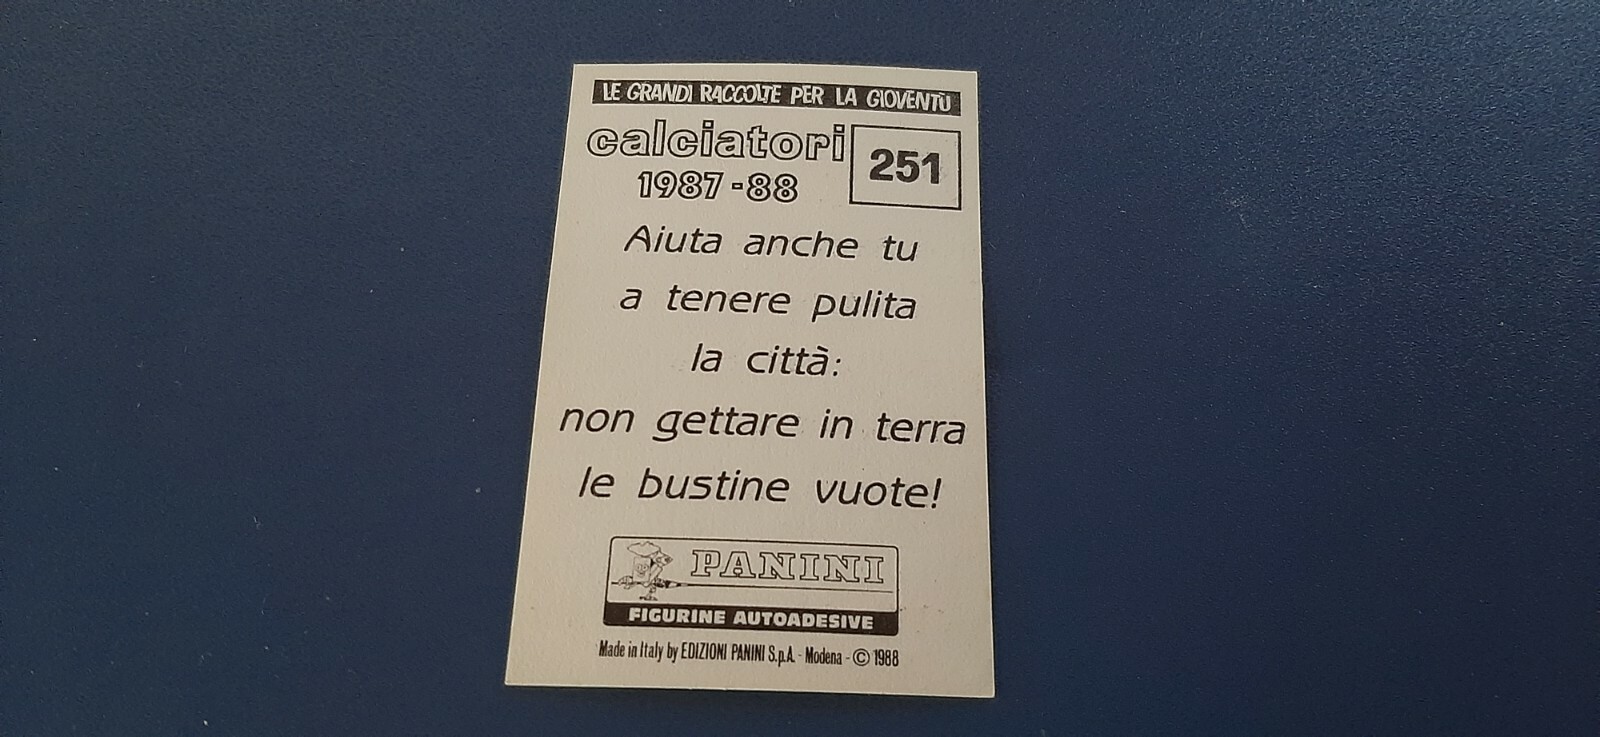 LE GRANDI RACCOLTE PER LA GIOVENTÙ
calciatori
1987-88
251
Aiuta anche tu
a tenere pulita
la città:
non gettare in terra
le bustine vuote!
PANINI
FIGURINE AUTOADESIVE
Made in Italy by EDIZIONI PANINI S.p.A. - Modena - © 1988